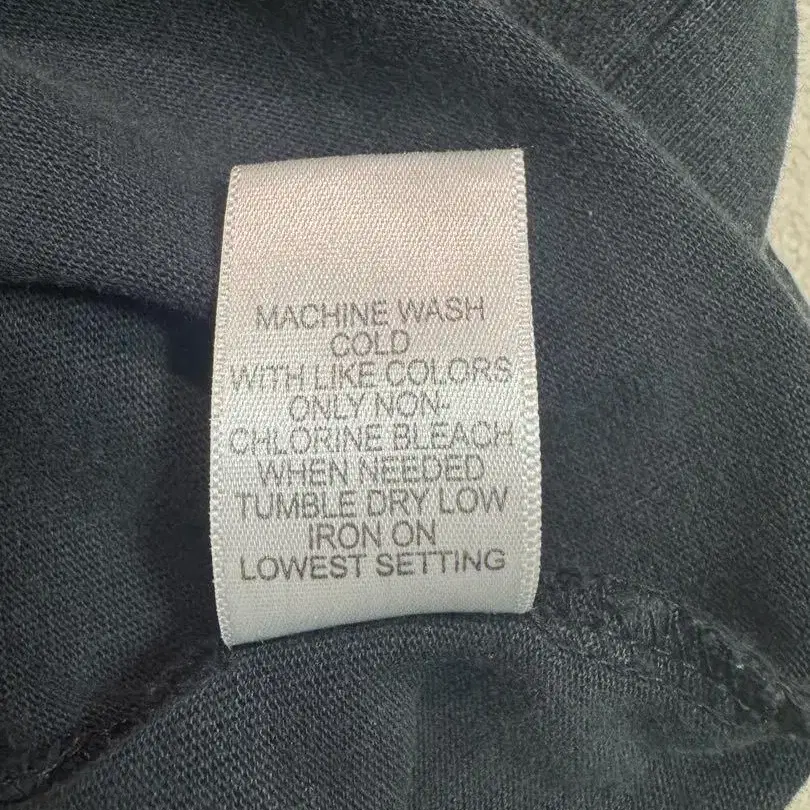 MACHINE WASH
COLD
WITH LIKE COLORS
ONLY NON-
CHLORINE BLEACH
WHEN NEEDED
TUMBLE DRY LOW
IRON ON
LOWEST SETTING